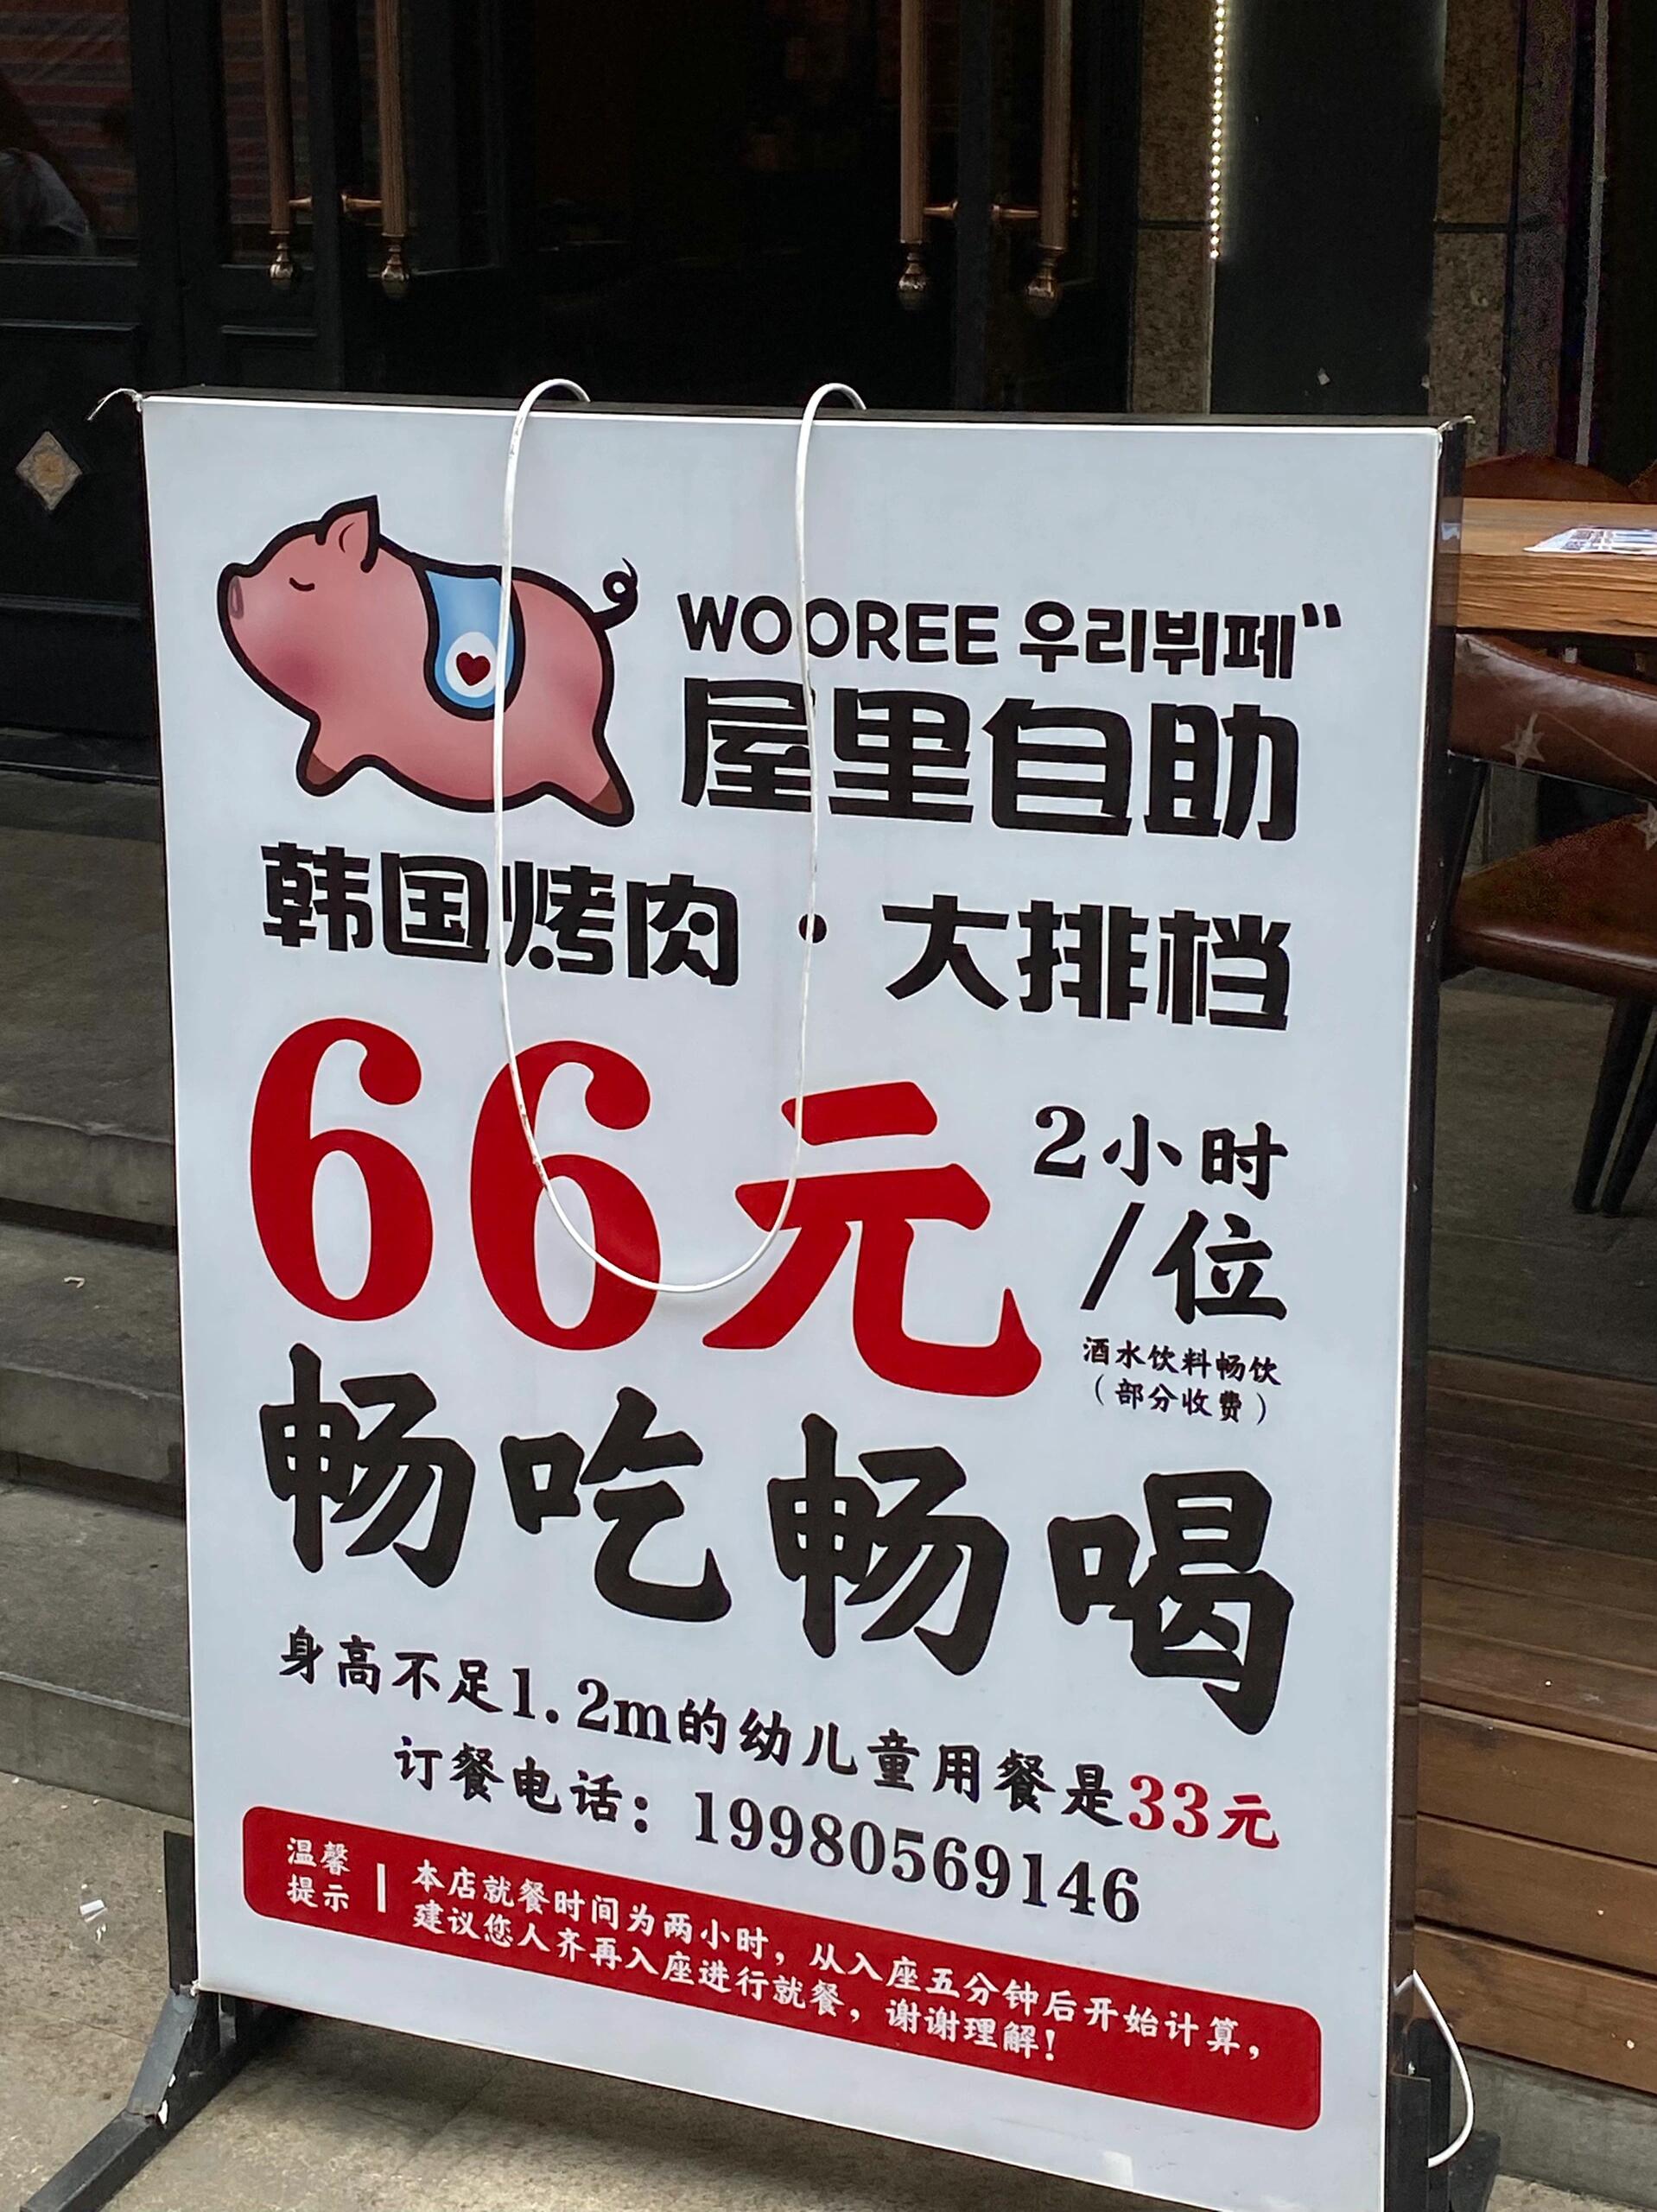 WOOREE 우리뷔페"
屋里自助
韩国烤肉·大排档
66元 2小时
/位
酒水饮料畅饮
（部分收费）
畅吃畅喝
身高不足1.2m的幼儿童用餐是33元
订餐电话：19980569146
温馨
提示
本店就餐时间为两小时，从入座五分钟后开始计算，
建议您人齐再入座进行就餐，谢谢理解！